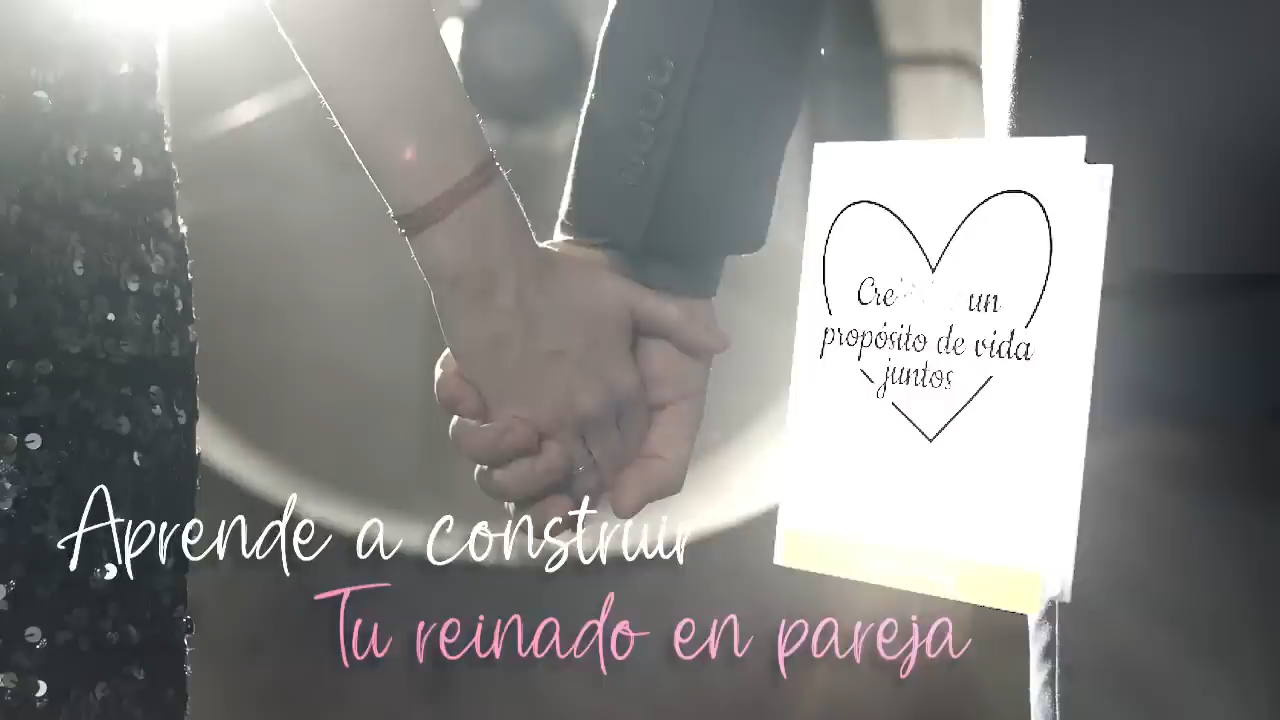 un
propósito de vida
juntos
Aprende a construir
Tu reinado en pareja